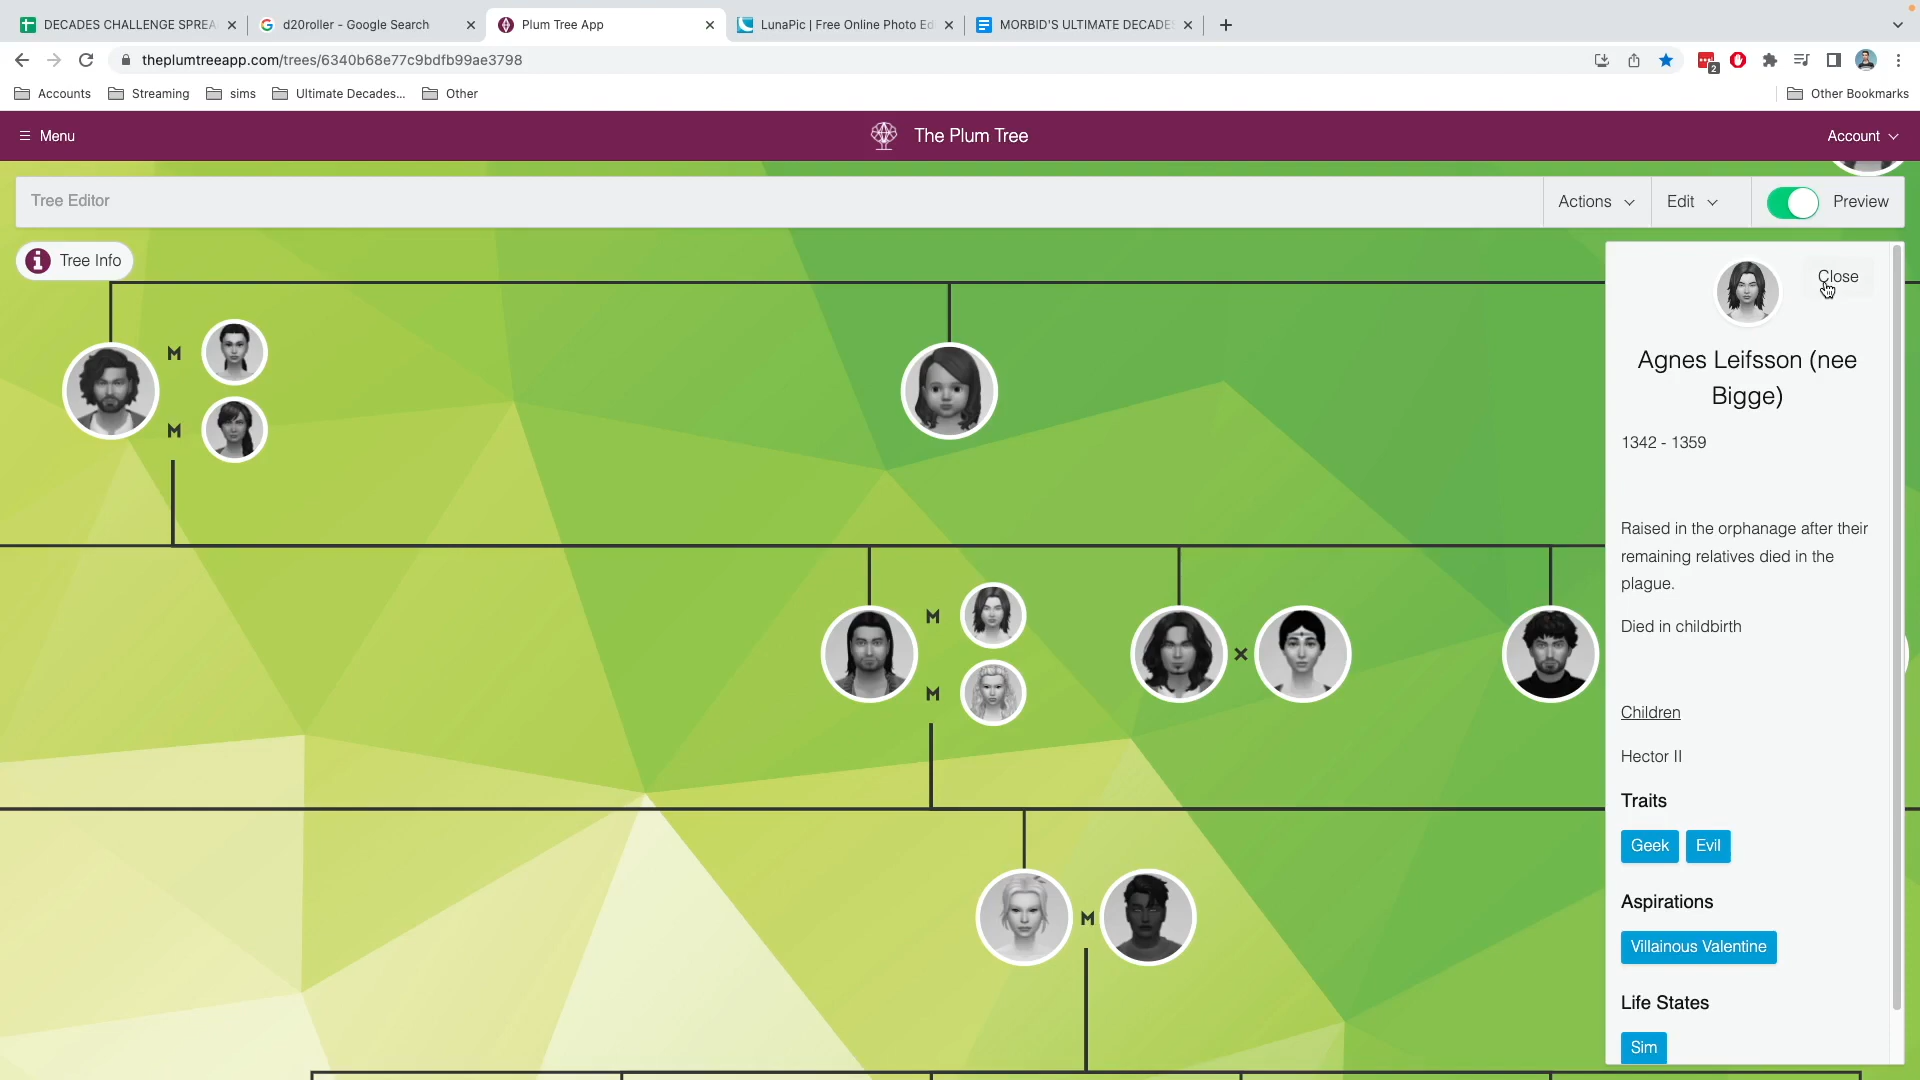 DECADES CHALLENGE SPREA
d20roller - Google Search
Plum Tree App
LunaPic | Free Online Photo Ed
MORBID'S ULTIMATE DECADES
theplumtreeapp.com/trees/6340b68e77c9bdfb99ae3798
2
Accounts
Streaming
sims
Ultimate Decades...
Other
Other Bookmarks
Menu
The Plum Tree
Account
Tree Editor
Actions
Edit
Preview
Tree Info
Close
Agnes Leifsson (nee
Bigge)
1342 - 1359
Raised in the orphanage after their
remaining relatives died in the
plague.
Died in childbirth
Children
Hector II
Traits
Geek Evil
Aspirations
Villainous Valentine
Life States
Sim
M
M
M
M
M